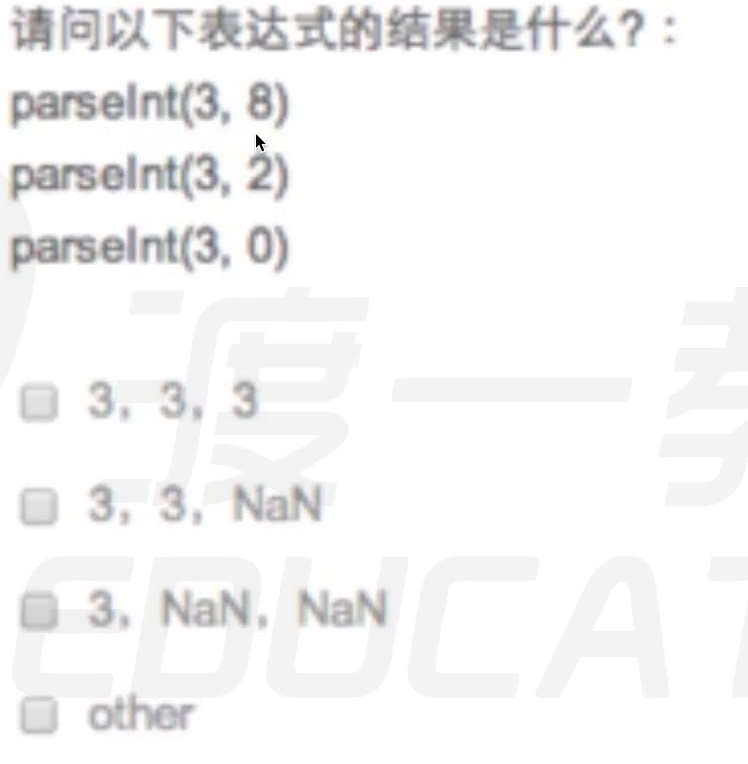 请问以下表达式的结果是什么?:
parseInt(3, 8)
parseInt(3, 2)
parseInt(3, 0)
3, 3, 3
3, 3, NaN
3, NaN, NaN
other
渡一教
EDUCAT